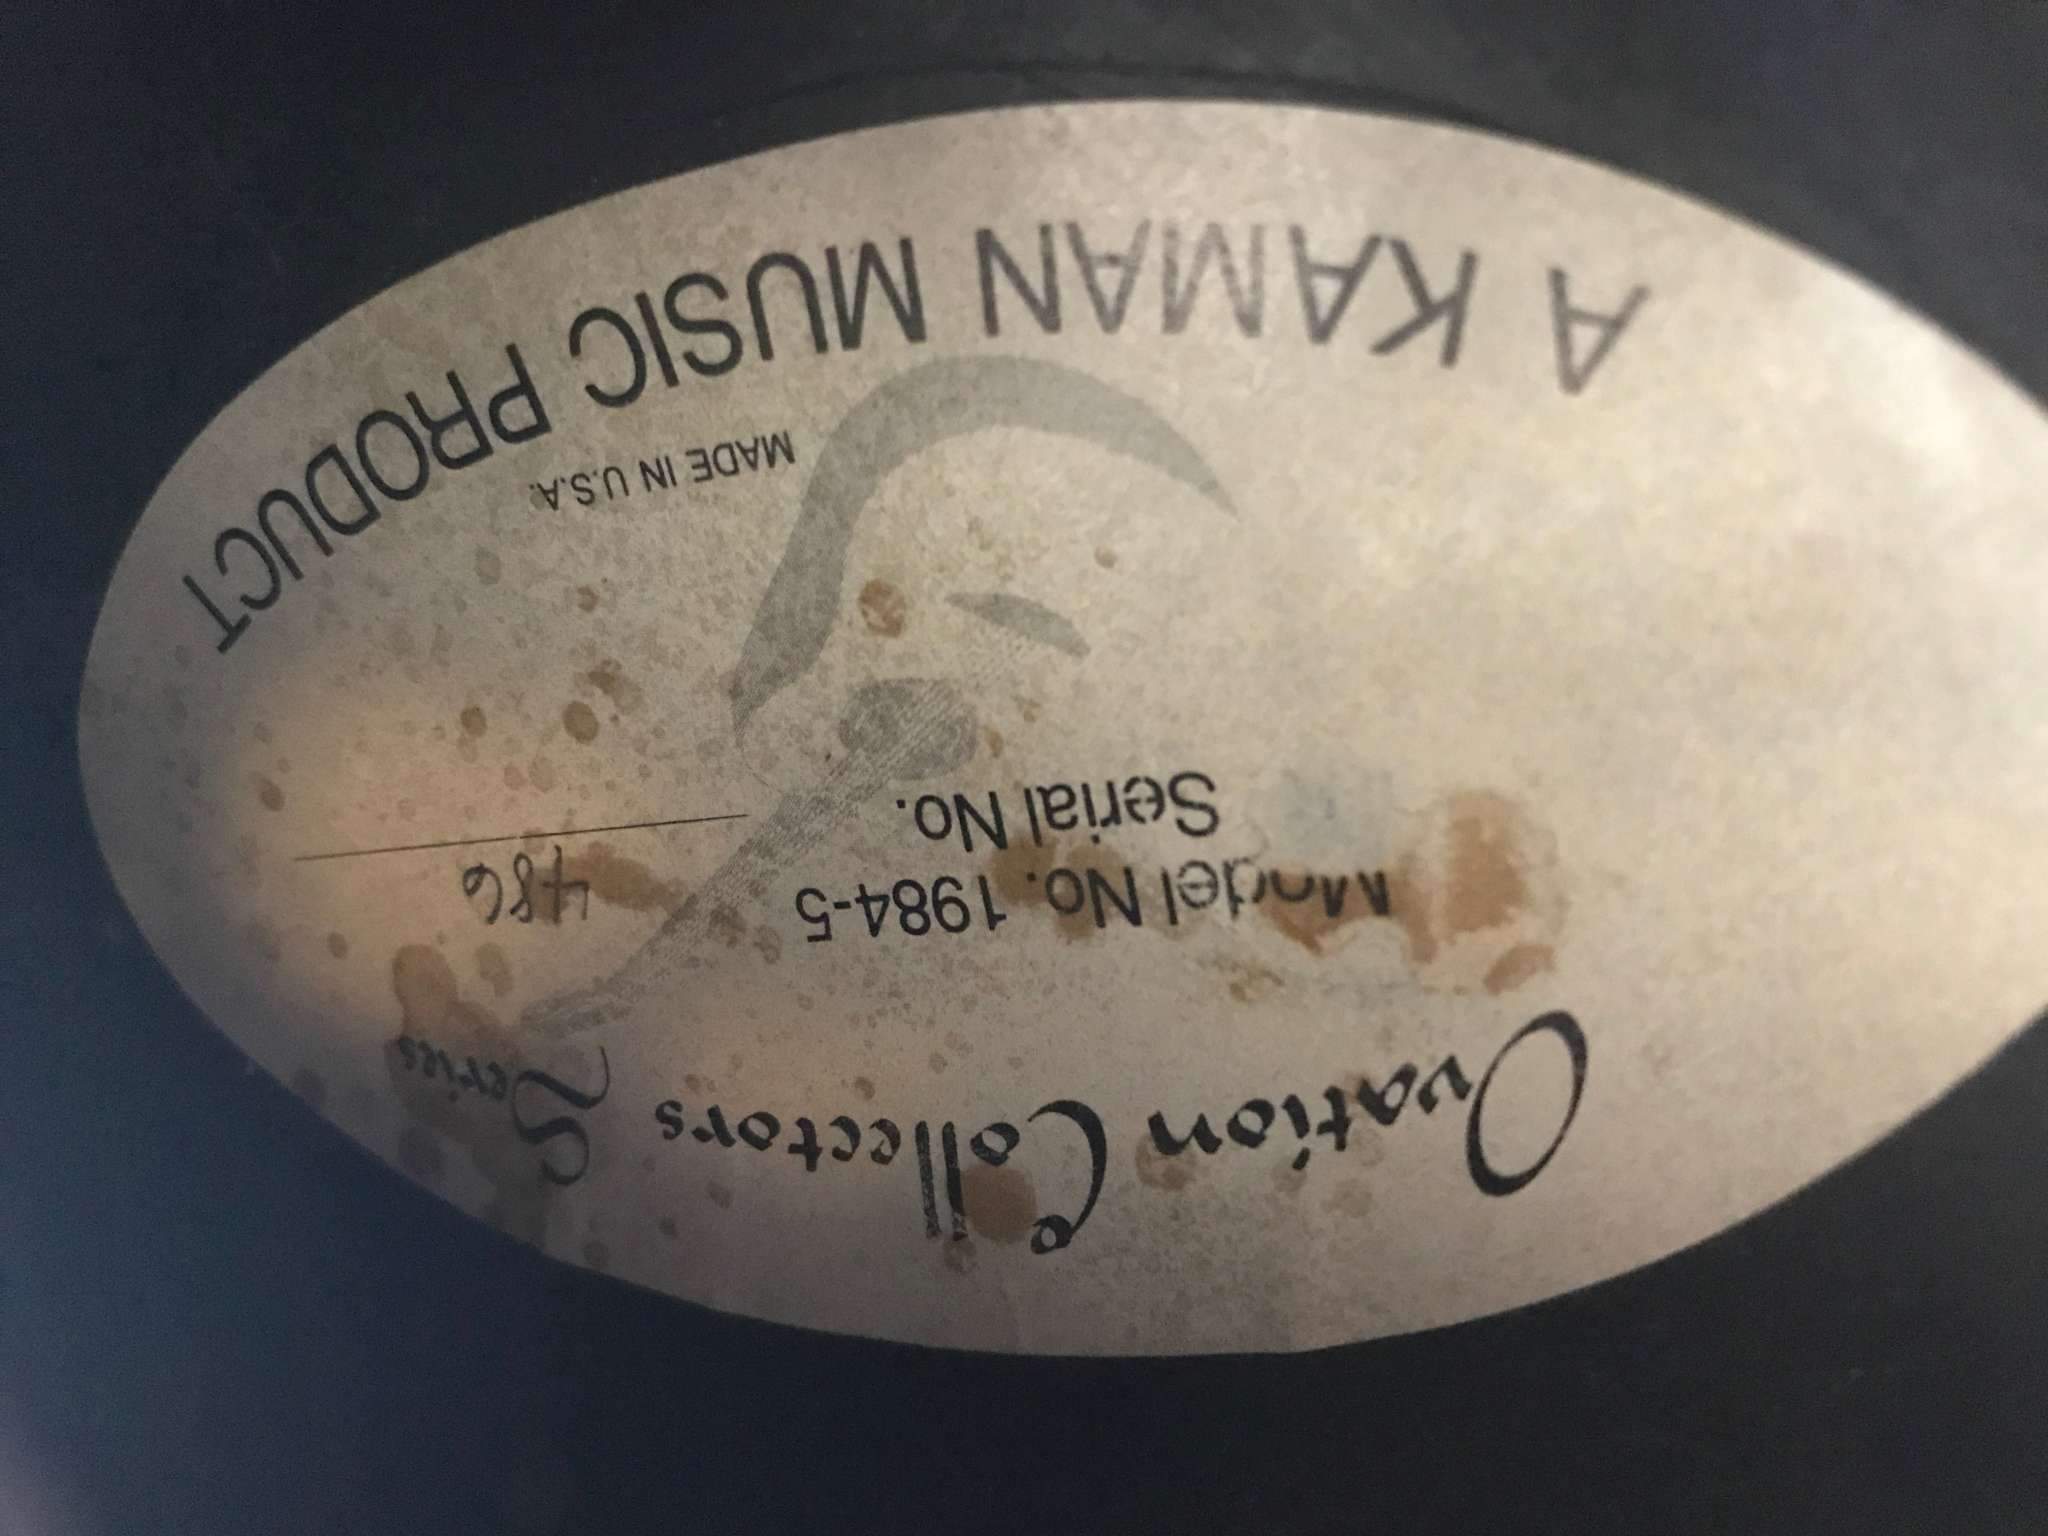 Ovation Collectors Series
Model No. 1984-5
Serial No. 486
MADE IN U.S.A.
A KAMAN MUSIC PRODUCT